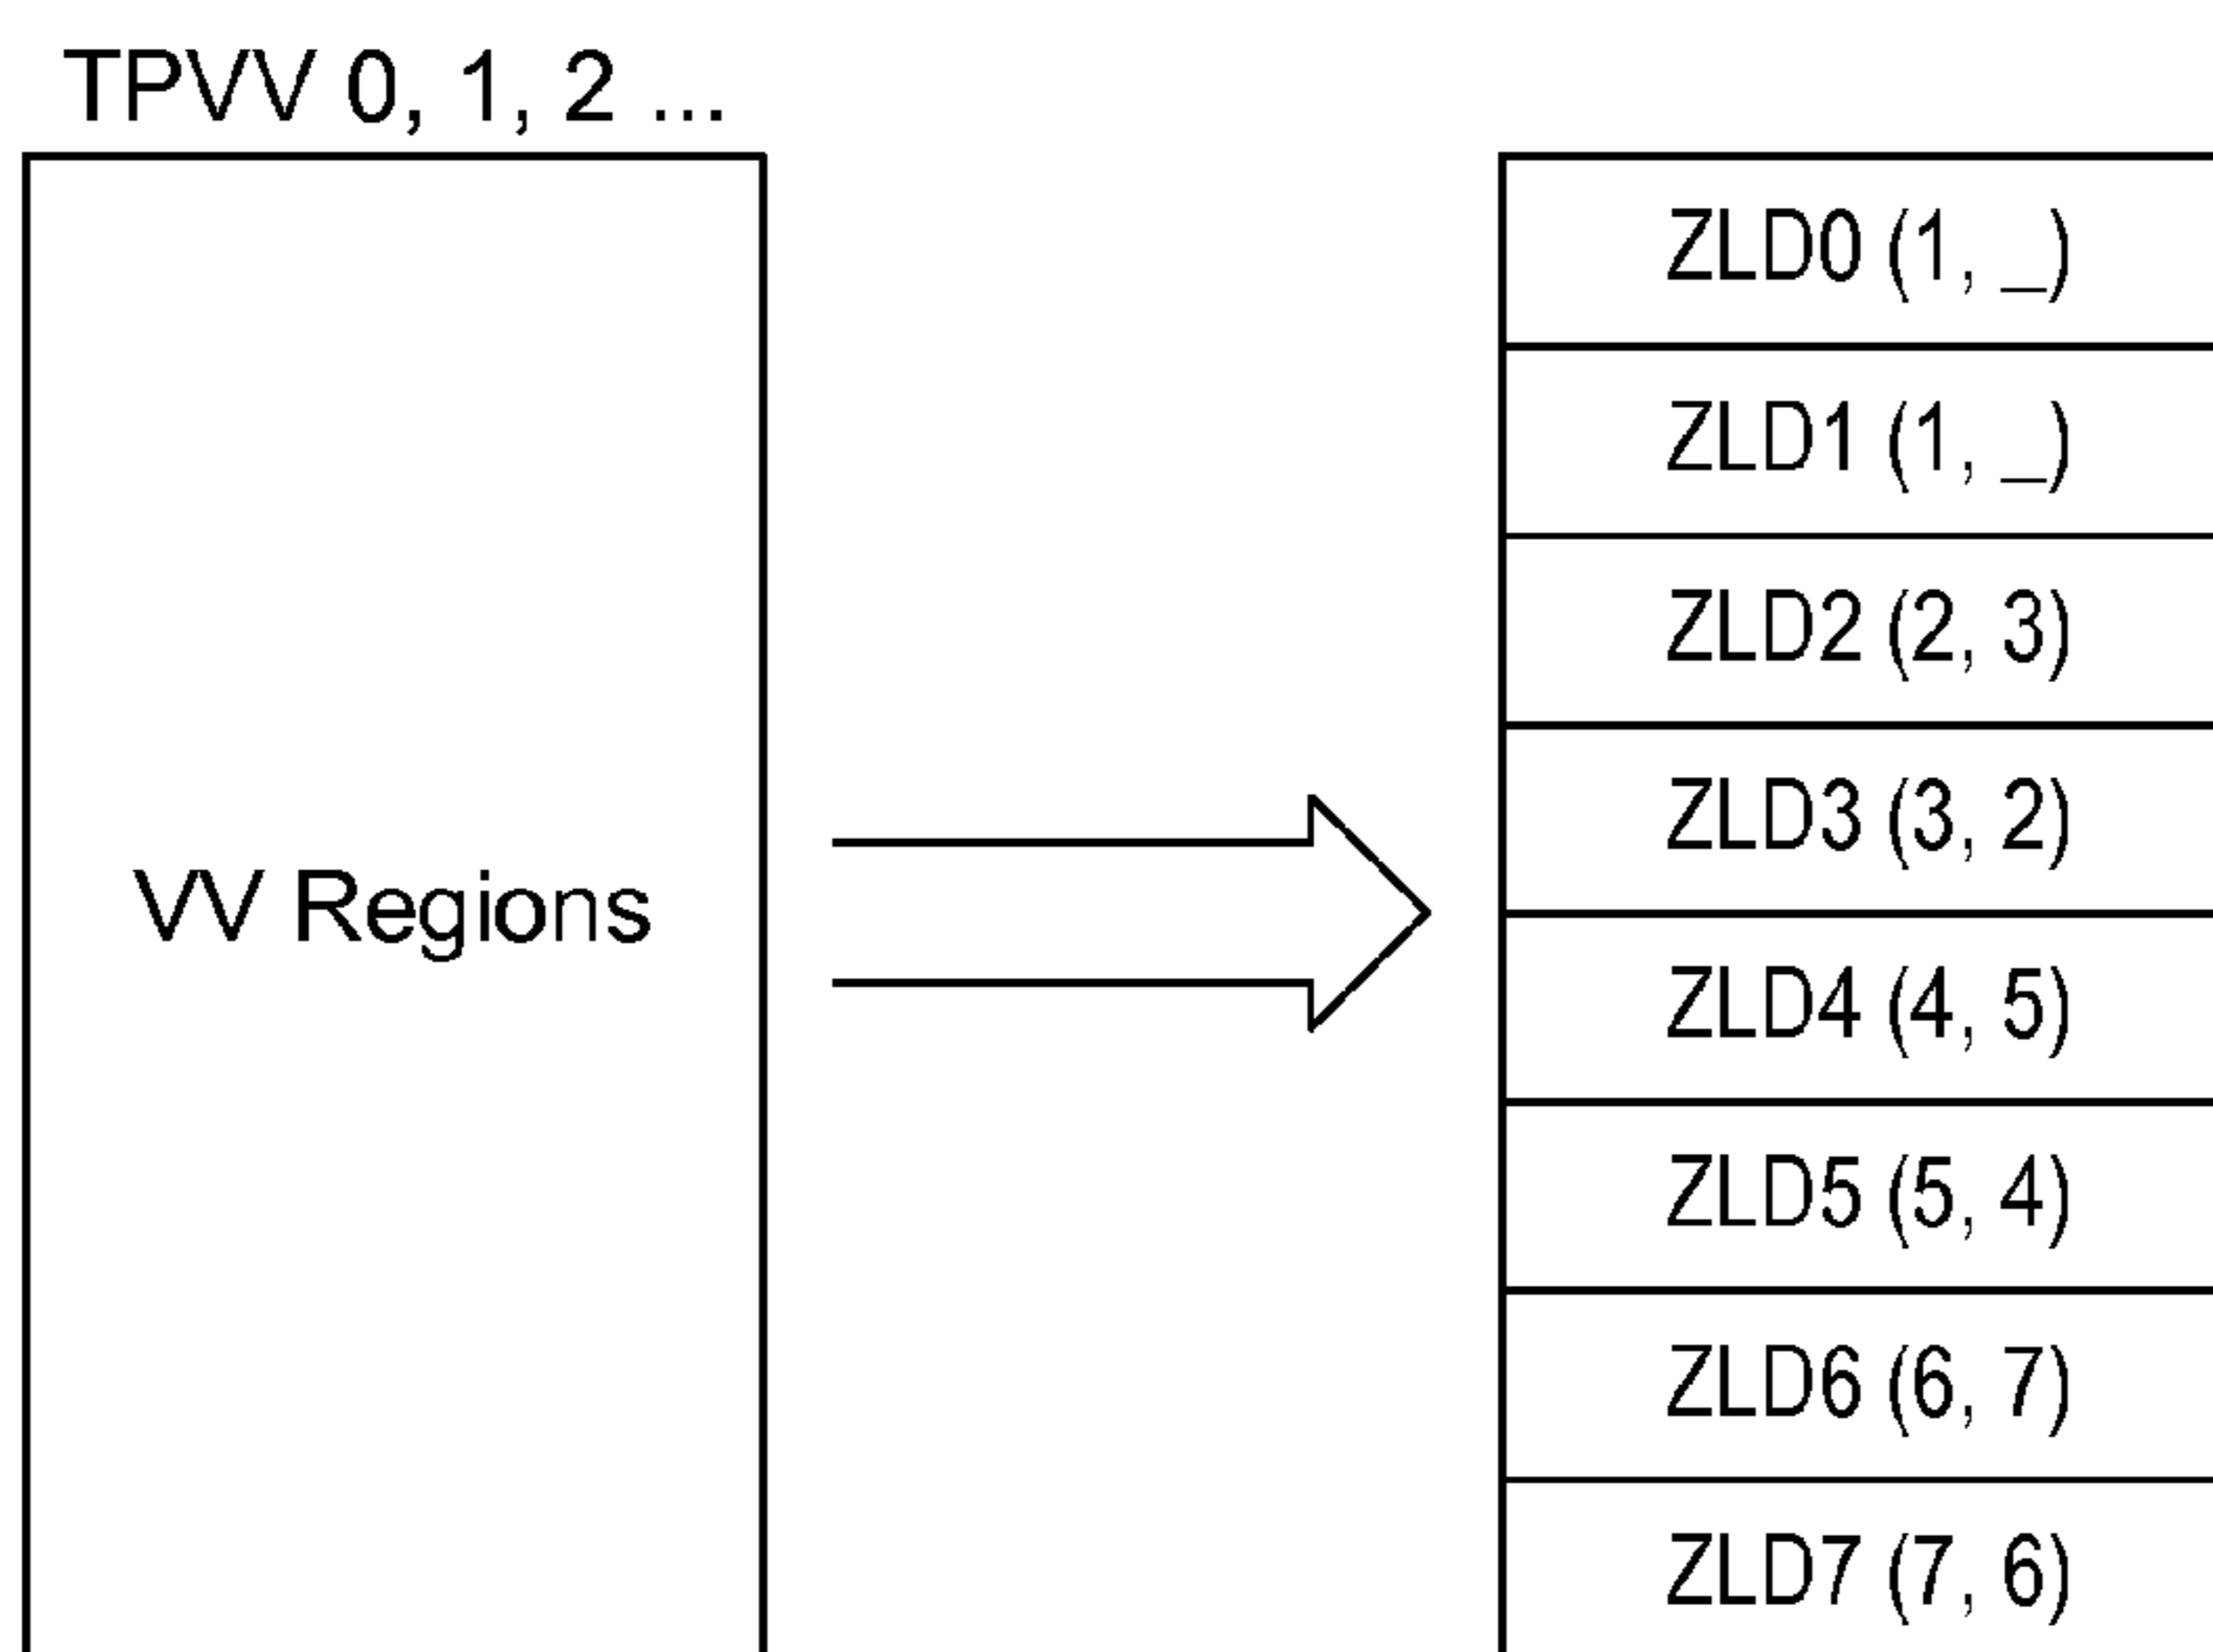 TPVV 0, 1, 2 ...
VV Regions
ZLD0 (1, _)
ZLD1 (1, _)
ZLD2 (2, 3)
ZLD3 (3, 2)
ZLD4 (4, 5)
ZLD5 (5, 4)
ZLD6 (6, 7)
ZLD7 (7, 6)